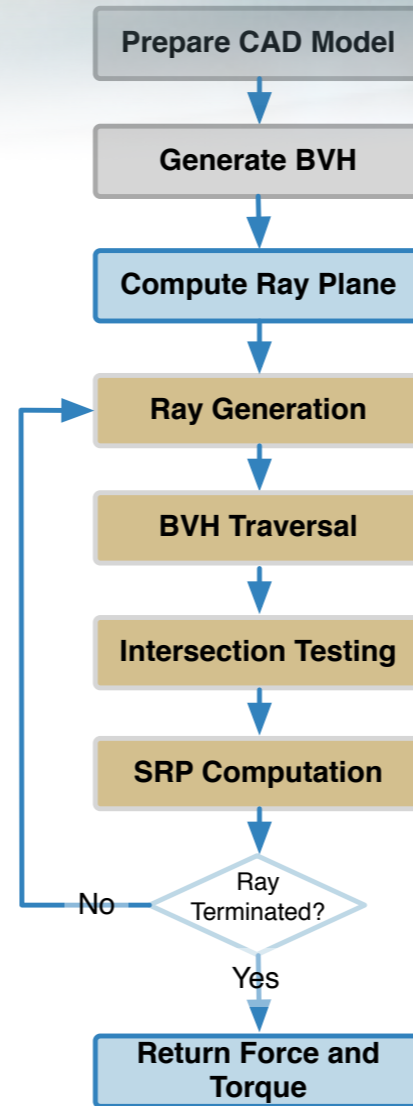 Prepare CAD Model
Generate BVH
Compute Ray Plane
Ray Generation
BVH Traversal
Intersection Testing
SRP Computation
Ray
Terminated?
No
Yes
Return Force and
Torque